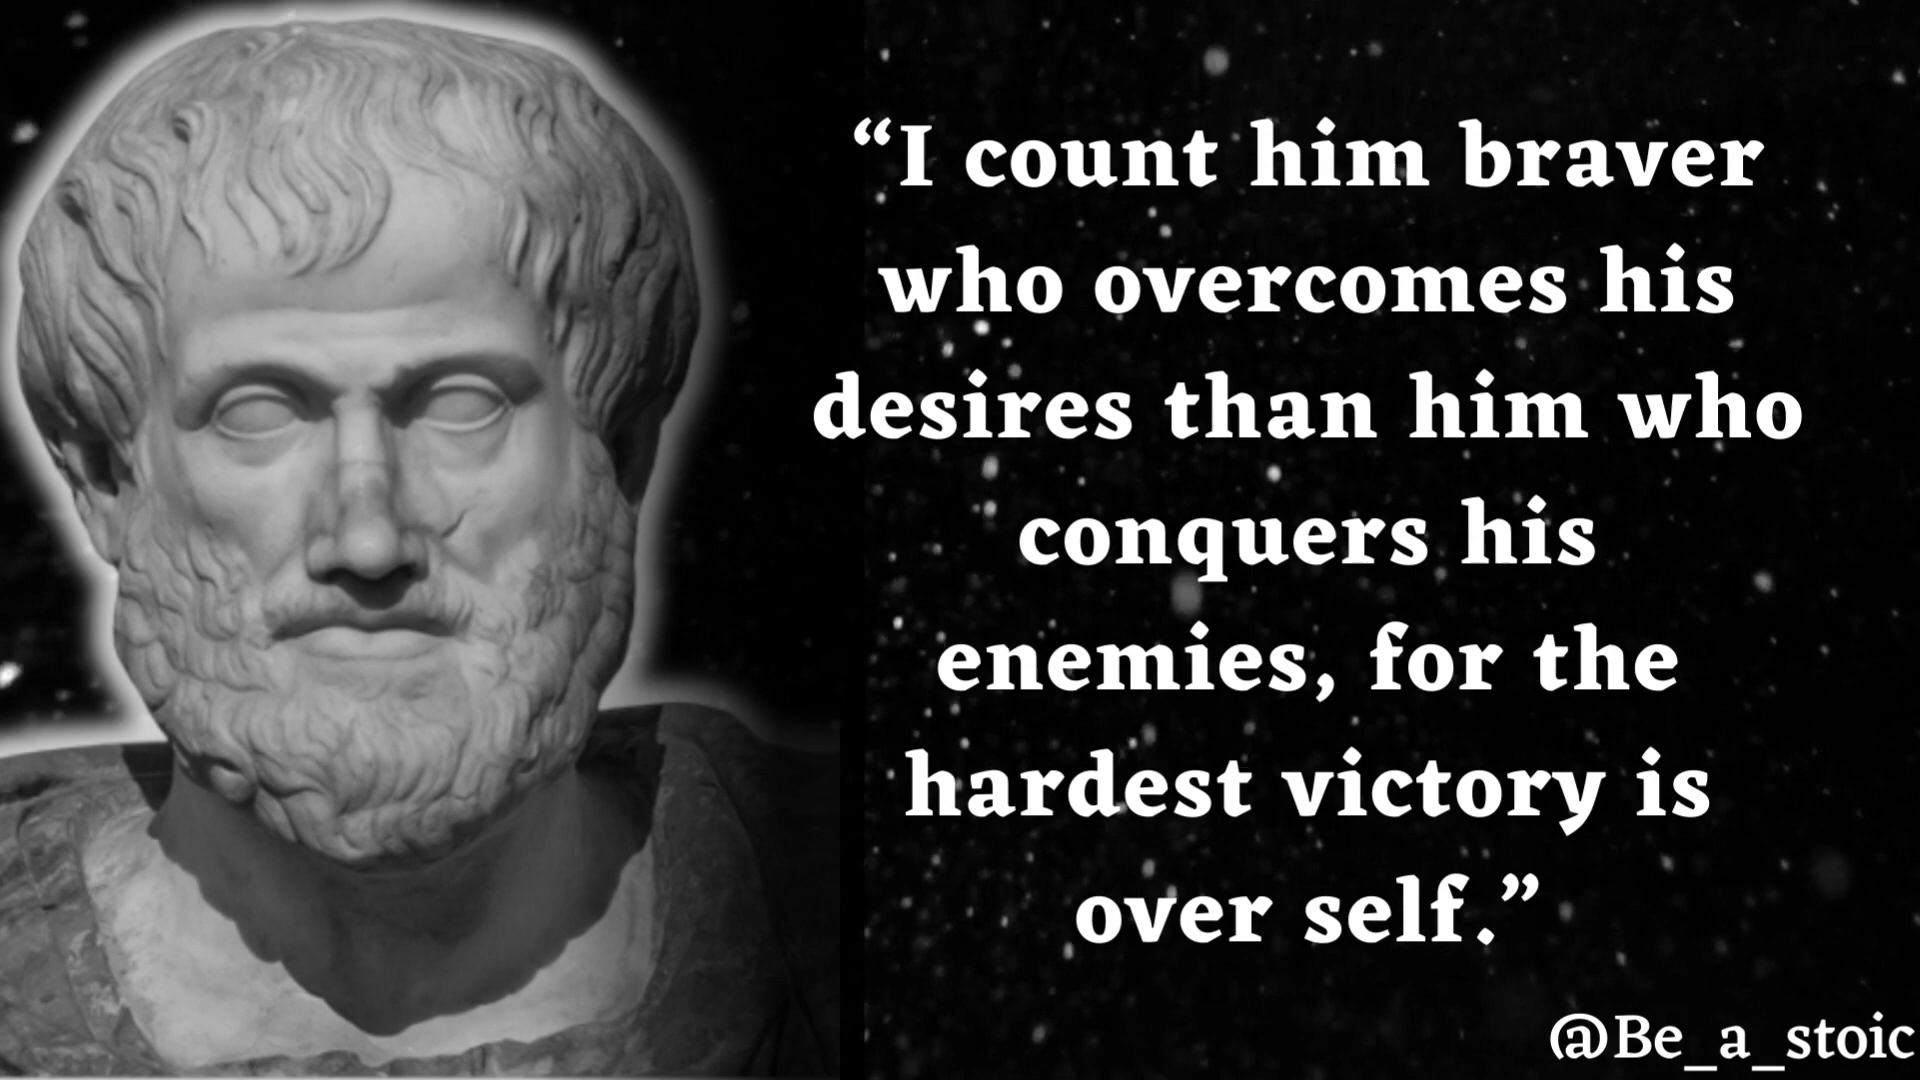 “I count him braver
who overcomes his
desires than him who
conquers his
enemies, for the
hardest victory is
over self.”
@Be_a_stoic